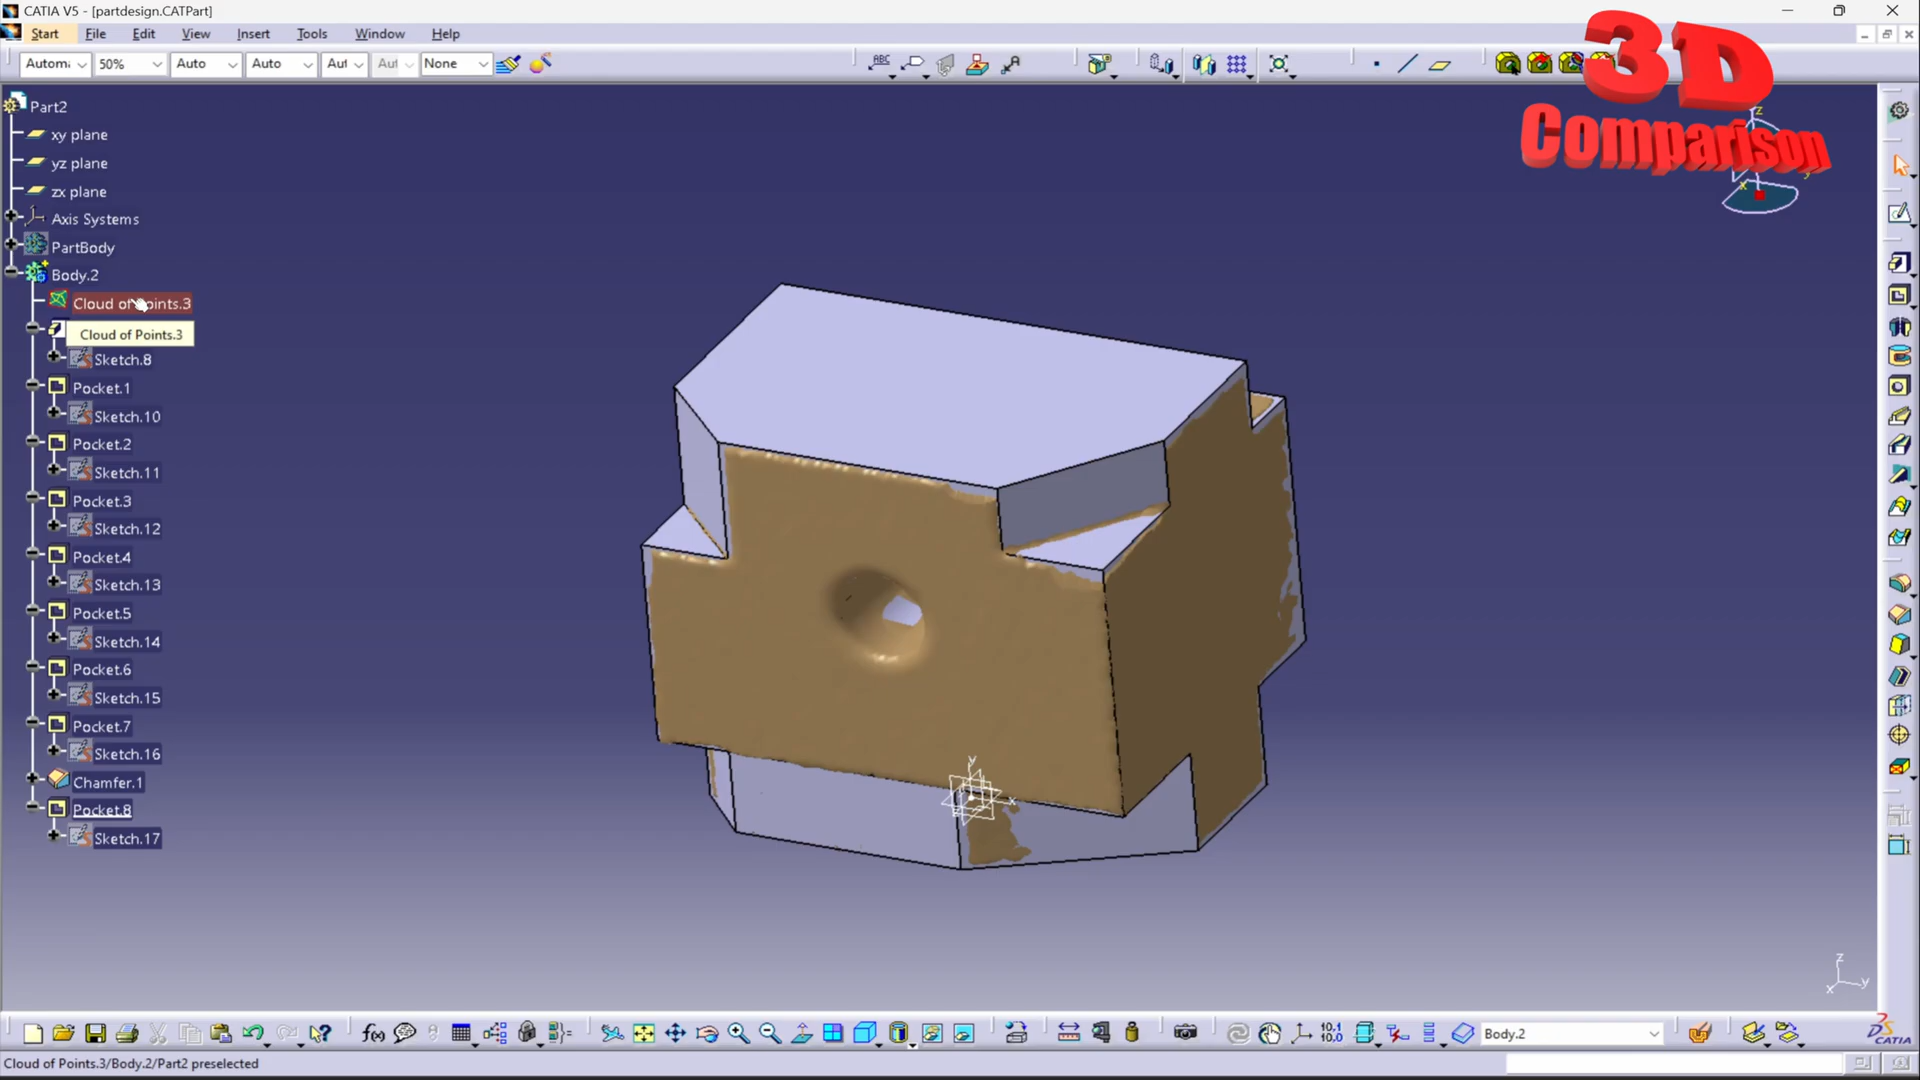 CATIA V5 - [partdesign.CATPart]
Start File Edit View Insert Tools Window Help
Automa 50% Auto Auto Aut Aut None
3D
Comparison
Part2
xy plane
yz plane
zx plane
Axis Systems
PartBody
Body.2
Cloud of Points.3
Cloud of Points.3
Sketch.8
Pocket.1
Sketch.10
Pocket.2
Sketch.11
Pocket.3
Sketch.12
Pocket.4
Sketch.13
Pocket.5
Sketch.14
Pocket.6
Sketch.15
Pocket.7
Sketch.16
Chamfer.1
Pocket.8
Sketch.17
z
x
y
y
x
z
x
y
Body.2
CATIA
Cloud of Points.3/Body.2/Part2 preselected